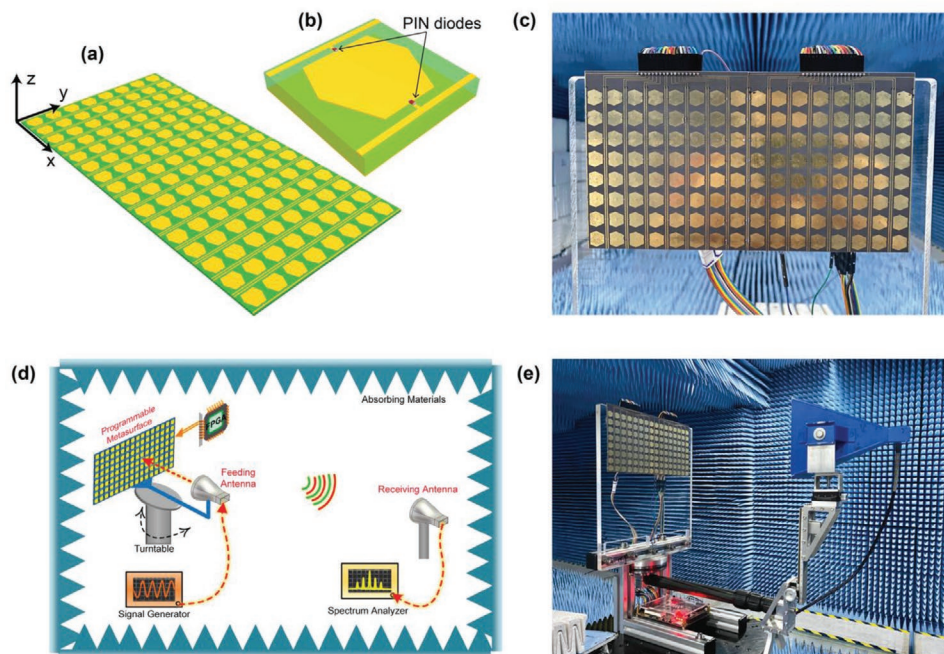 (a)
(b)
PIN diodes
(c)
z
y
x
(d)
Absorbing Materials
Programmable
Metasurface
FPGA
Feeding
Antenna
Receiving Antenna
Turntable
Signal Generator
Spectrum Analyzer
(e)